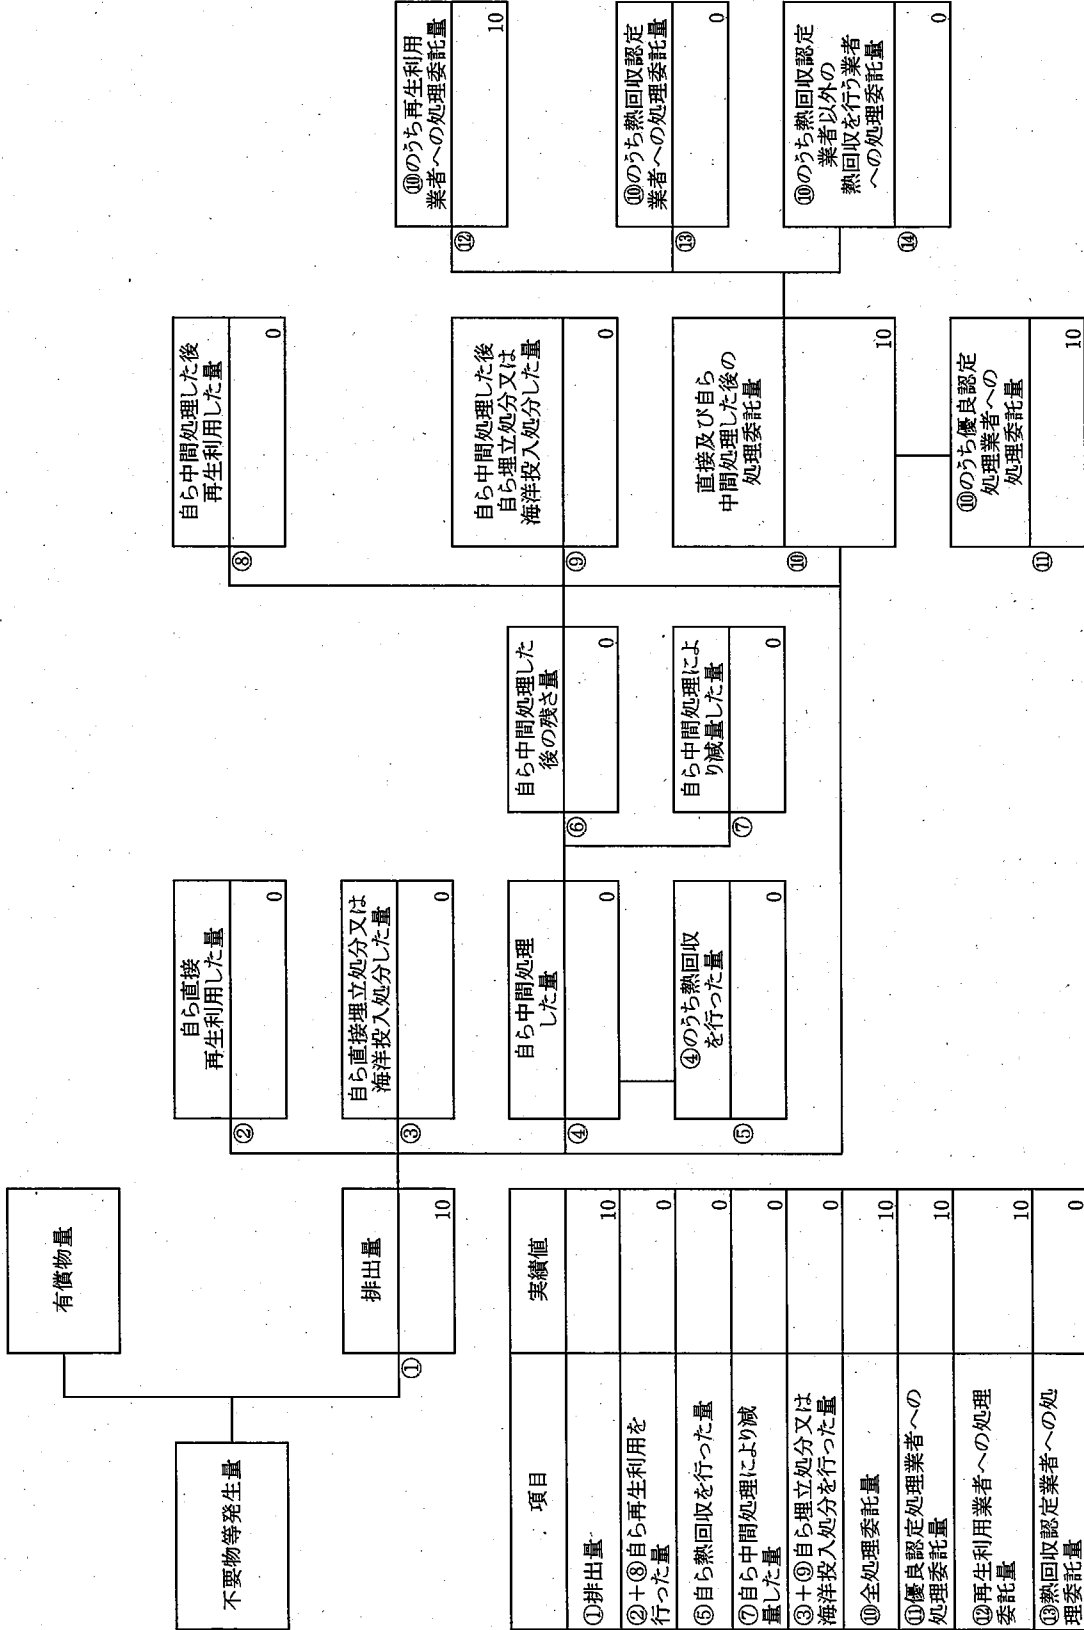 不要物等発生量
有償物量
排出量
①
10
②
自ら直接
再生利用した量
0
③
自ら直接埋立処分又は
海洋投入処分した量
0
④
自ら中間処理
した量
0
⑤
④のうち熱回収
を行った量
0
⑥
自ら中間処理した
後の残さ量
0
⑦
自ら中間処理によ
り減量した量
0
⑧
自ら中間処理した後
再生利用した量
0
⑨
自ら中間処理した後
自ら埋立処分又は
海洋投入処分した量
0
⑩
直接及び自ら
中間処理した後の
処理委託量
10
⑪
⑩のうち優良認定
処理業者への
処理委託量
10
⑫
⑩のうち再生利用
業者への処理委託量
10
⑬
⑩のうち熱回収認定
業者への処理委託量
0
⑭
⑩のうち熱回収認定
業者以外の
熱回収を行う業者
への処理委託量
0
項目 実績値
①排出量 10
②+⑧自ら再生利用を
行った量 0
⑤自ら熱回収を行った量 0
⑦自ら中間処理により減
量した量 0
③+⑨自ら埋立処分又は
海洋投入処分を行った量 0
⑩全処理委託量 10
⑪優良認定処理業者への
処理委託量 10
⑫再生利用業者への処理
委託量 10
⑬熱回収認定業者への処
理委託量 0